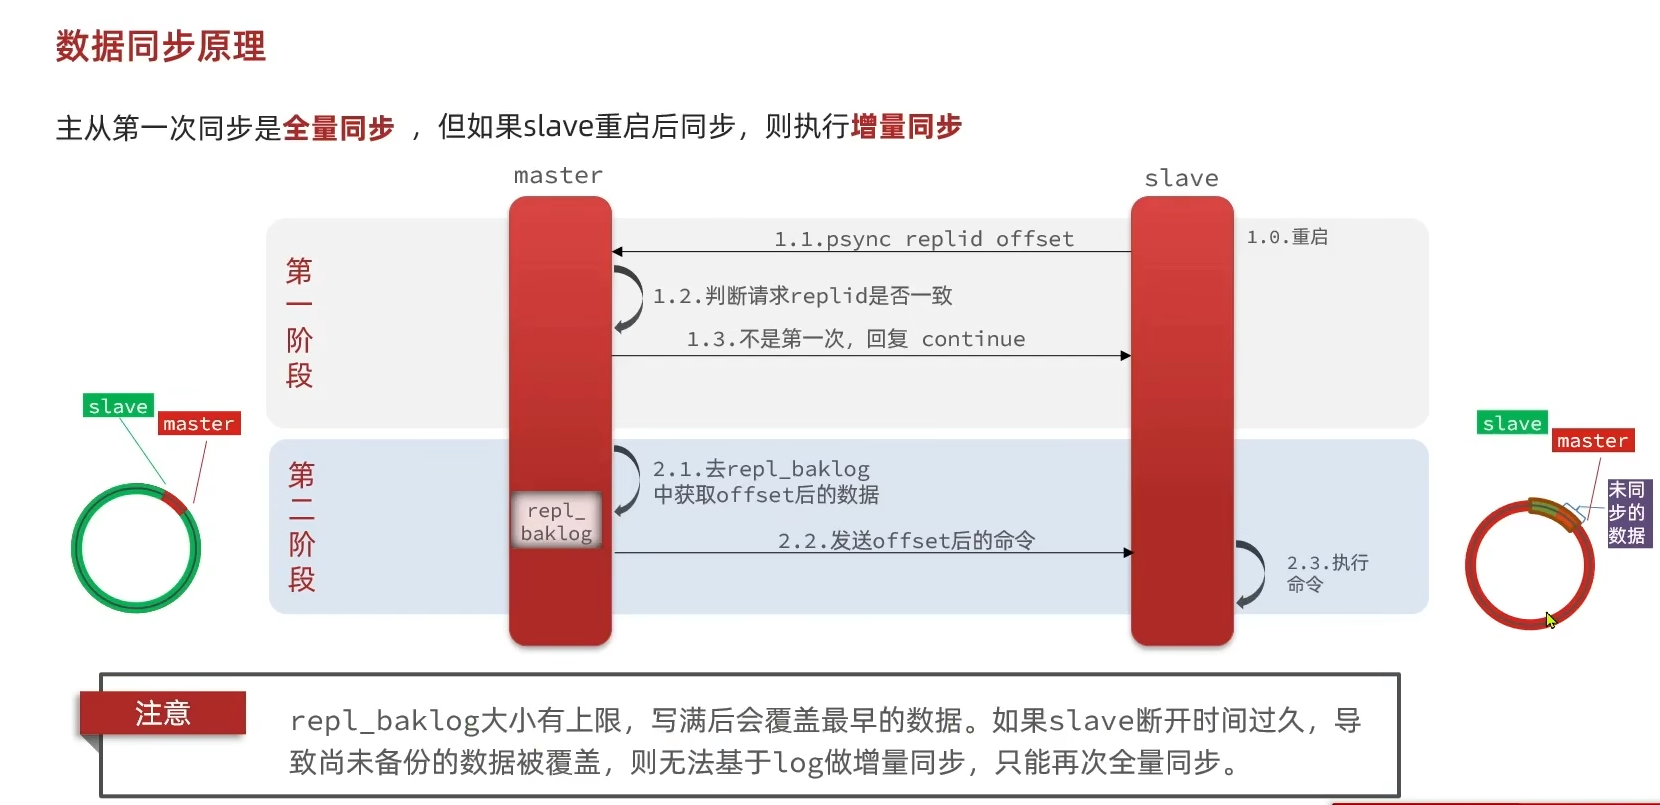 数据同步原理
主从第一次同步是全量同步 ，但如果slave重启后同步，则执行增量同步
master
slave
1.1.psync replid offset
1.0.重启
第一阶段
1.2.判断请求replid是否一致
1.3.不是第一次，回复 continue
slave
master
slave
master
未同步的数据
第二阶段
2.1.去repl_baklog
中获取offset后的数据
repl_
baklog
2.2.发送offset后的命令
2.3.执行
命令
注意
repl_baklog大小有上限，写满后会覆盖最早的数据。如果slave断开时间过久，导
致尚未备份的数据被覆盖，则无法基于log做增量同步，只能再次全量同步。